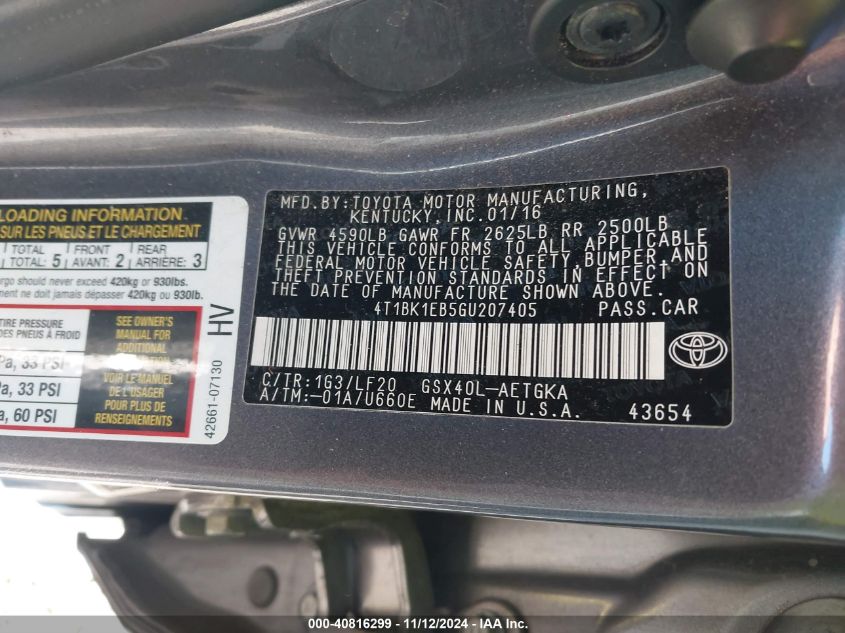 LOADING INFORMATION
SUR LES PNEUS ET LE CHARGEMENT
TOTAL FRONT REAR
TOTAL: 5 AVANT: 2 ARRIÈRE: 3
should never exceed 420kg or 930lbs.
ne doit jamais dépasser 420kg ou 930lb.
TIRE PRESSURE
DES PNEUS À FROID
33 PSI
33 PSI
60 PSI
SEE OWNER'S
MANUAL FOR
ADDITIONAL
VOIR LE MANUEL
DE L'USAGER
POUR PLUS DE
RENSEIGNEMENTS
42661-07130 HV
MFD.BY:TOYOTA MOTOR MANUFACTURING,
KENTUCKY,INC.01/16
GVWR 4590LB GAWR FR 2625LB RR 2500LB
THIS VEHICLE CONFORMS TO ALL APPLICABLE
FEDERAL MOTOR VEHICLE SAFETY,BUMPER,AND
THEFT PREVENTION STANDARDS IN EFFECT ON
THE DATE OF MANUFACTURE SHOWN ABOVE.
4T1BK1EB5GU207405 PASS.CAR
C/TR:1G3/LF20 GSX40L-AETGKA
A/TM:-01A/U660E MADE IN U.S.A. 43654
000-40816299 - 11/12/2024 - IAA Inc.